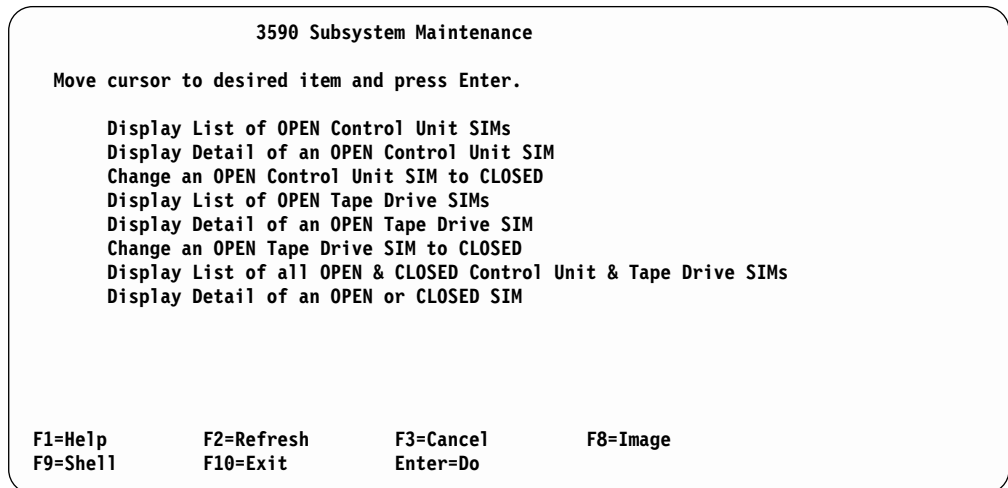 3590 Subsystem Maintenance
Move cursor to desired item and press Enter.
Display List of OPEN Control Unit SIMs
Display Detail of an OPEN Control Unit SIM
Change an OPEN Control Unit SIM to CLOSED
Display List of OPEN Tape Drive SIMs
Display Detail of an OPEN Tape Drive SIM
Change an OPEN Tape Drive SIM to CLOSED
Display List of all OPEN & CLOSED Control Unit & Tape Drive SIMs
Display Detail of an OPEN or CLOSED SIM
F1=Help F2=Refresh F3=Cancel F8=Image
F9=Shell F10=Exit Enter=Do